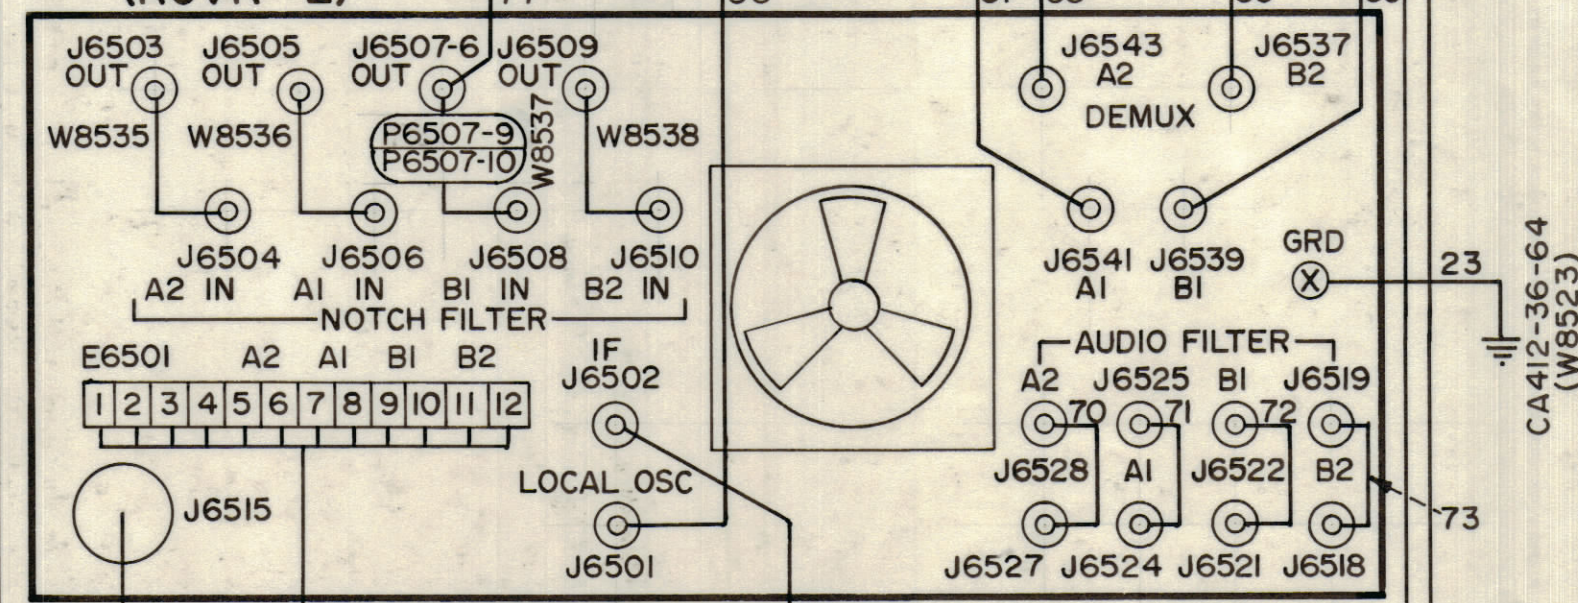 J6503 J6505 J6507-6 J6509
OUT OUT OUT OUT
W8535 W8536 P6507-9 W8537 W8538
P6507-10
J6504 J6506 J6508 J6510
A2 IN A1 IN B1 IN B2 IN
NOTCH FILTER
E6501 A2 A1 B1 B2
1 2 3 4 5 6 7 8 9 10 11 12
J6515
IF
J6502
LOCAL OSC
J6501
J6543 J6537
A2 B2
DEMUX
J6541 J6539
A1 B1
GRD
X
23
AUDIO FILTER
A2 J6525 B1 J6519
70 71 72
J6528 A1 J6522 B2
73
J6527 J6524 J6521 J6518
CA412-36-64
(W8523)